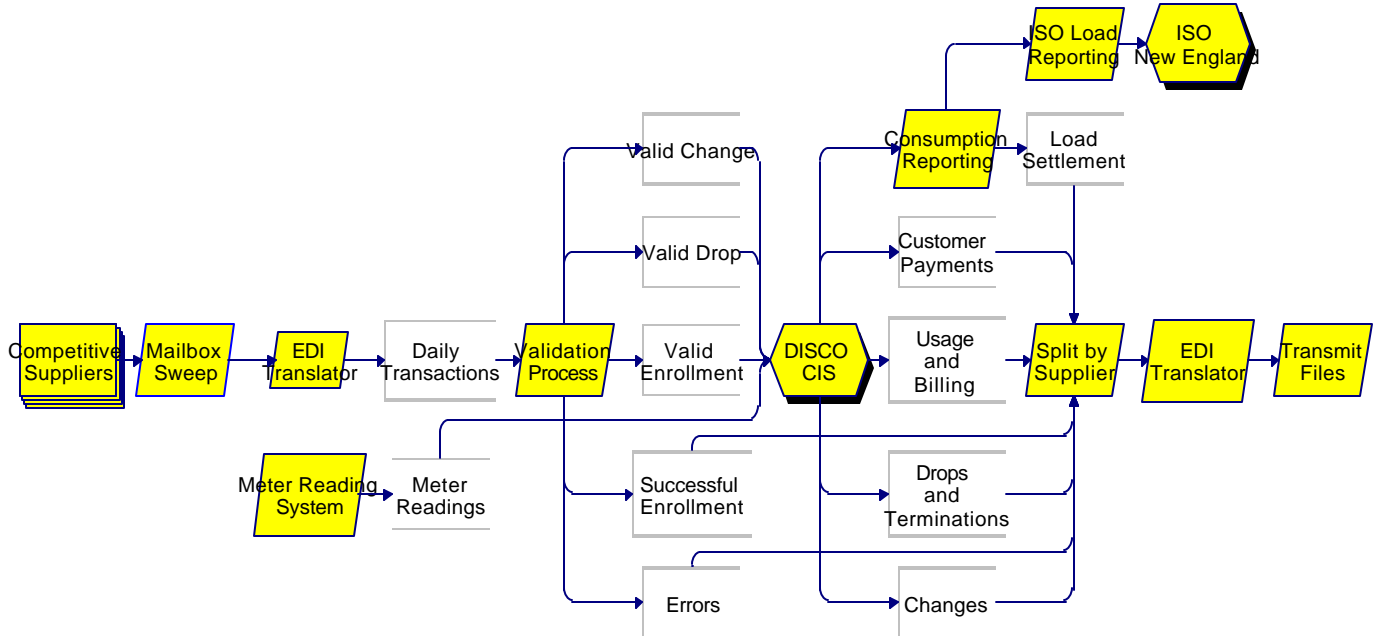 ISO Load
Reporting
ISO
New England
Valid Change
Consumption
Reporting
Load
Settlement
Valid Drop
Customer
Payments
Competitive
Suppliers
Mailbox
Sweep
EDI
Translator
Daily
Transactions
Validation
Process
Valid
Enrollment
DISCO
CIS
Usage
and
Billing
Split by
Supplier
EDI
Translator
Transmit
Files
Meter Reading
System
Meter
Readings
Successful
Enrollment
Drops
and
Terminations
Errors
Changes